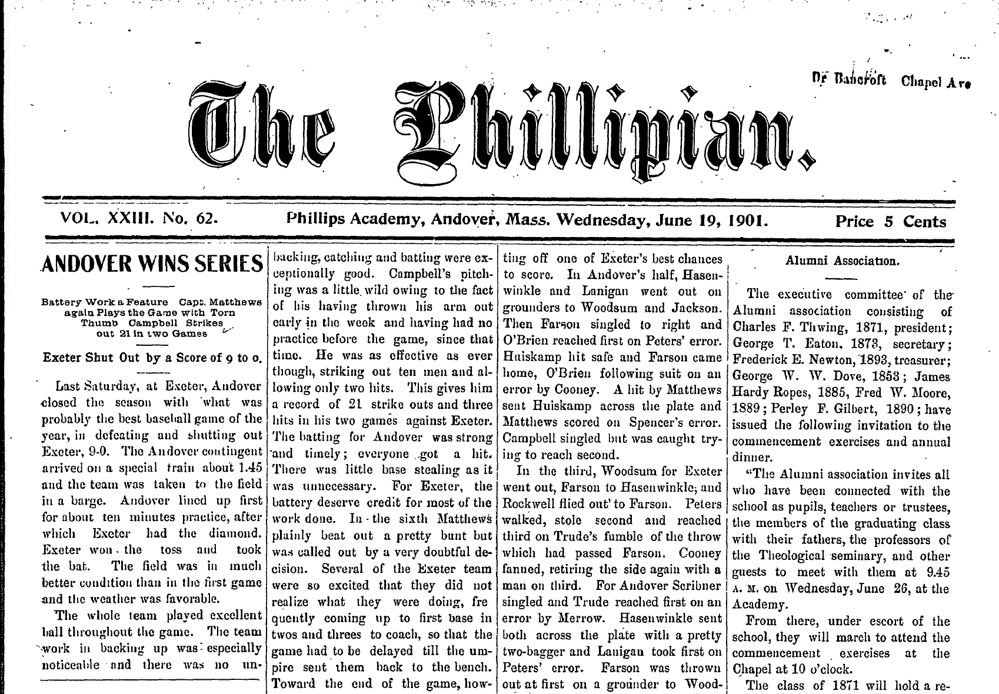 Dr Bancroft Chapel Ave
The Phillipian.
VOL. XXIII. No. 62.
Phillips Academy, Andover, Mass. Wednesday, June 19, 1901.
Price 5 Cents
ANDOVER WINS SERIES
Battery Work a Feature Capt. Matthews
again Plays the Game with Torn
Thumb Campbell Strikes
out 21 in two Games
Exeter Shut Out by a Score of 9 to 0.
Last Saturday, at Exeter, Andover
closed the season with what was
probably the best baseball game of the
year, in defeating and shutting out
Exeter, 9-0. The Andover contingent
arrived on a special train about 1.45
and the team was taken to the field
in a barge. Andover lined up first
for about ten minutes practice, after
which Exeter had the diamond.
Exeter won the toss and took
the bat. The field was in much
better condition than in the first game
and the weather was favorable.
The whole team played excellent
ball throughout the game. The team
work in backing up was especially
noticeable and there was no un-
backing, catching and batting were ex-
ceptionally good. Campbell's pitch-
ing was a little wild owing to the fact
of his having thrown his arm out
early in the week and having had no
practice before the game, since that
time. He was as effective as ever
though, striking out ten men and al-
lowing only two hits. This gives him
a record of 21 strike outs and three
hits in his two games against Exeter.
The batting for Andover was strong
and timely; everyone got a hit.
There was little base stealing as it
was unnecessary. For Exeter, the
battery deserve credit for most of the
work done. In the sixth Matthews
plainly beat out a pretty bunt but
was called out by a very doubtful de-
cision. Several of the Exeter team
were so excited that they did not
realize what they were doing, fre
quently coming up to first base in
twos and threes to coach, so that the
game had to be delayed till the um-
pire sent them back to the bench.
Toward the end of the game, how-
ting off one of Exeter's best chances
to score. In Andover's half, Hasen-
winkle and Lanigan went out on
grounders to Woodsum and Jackson.
Then Farson singled to right and
O'Brien reached first on Peters' error.
Huiskamp hit safe and Farson came
home, O'Brien following suit on an
error by Cooney. A hit by Matthews
sent Huiskamp across the plate and
Matthews scored on Spencer's error.
Campbell singled but was caught try-
ing to reach second.
In the third, Woodsum for Exeter
went out, Farson to Hasenwinkle; and
Rockwell flied out to Farson. Peters
walked, stole second and reached
third on Trude's fumble of the throw
which had passed Farson. Cooney
fanned, retiring the side again with a
man on third. For Andover Scribner
singled and Trude reached first on an
error by Merrow. Hasenwinkle sent
both across the plate with a pretty
two-bagger and Lanigan took first on
Peters' error. Farson was thrown
out at first on a grounder to Wood-
Alumni Association.
The executive committee of the
Alumni association consisting of
Charles F. Thwing, 1871, president;
George T. Eaton, 1873, secretary;
Frederick E. Newton, 1893, treasurer;
George W. W. Dove, 1853; James
Hardy Ropes, 1885, Fred W. Moore,
1889; Perley F. Gilbert, 1890; have
issued the following invitation to the
commencement exercises and annual
dinner.
"The Alumni association invites all
who have been connected with the
school as pupils, teachers or trustees,
the members of the graduating class
with their fathers, the professors of
the Theological seminary, and other
guests to meet with them at 9.45
A. M. on Wednesday, June 26, at the
Academy.
From there, under escort of the
school, they will march to attend the
commencement exercises at the
Chapel at 10 o'clock.
The class of 1871 will hold a re-